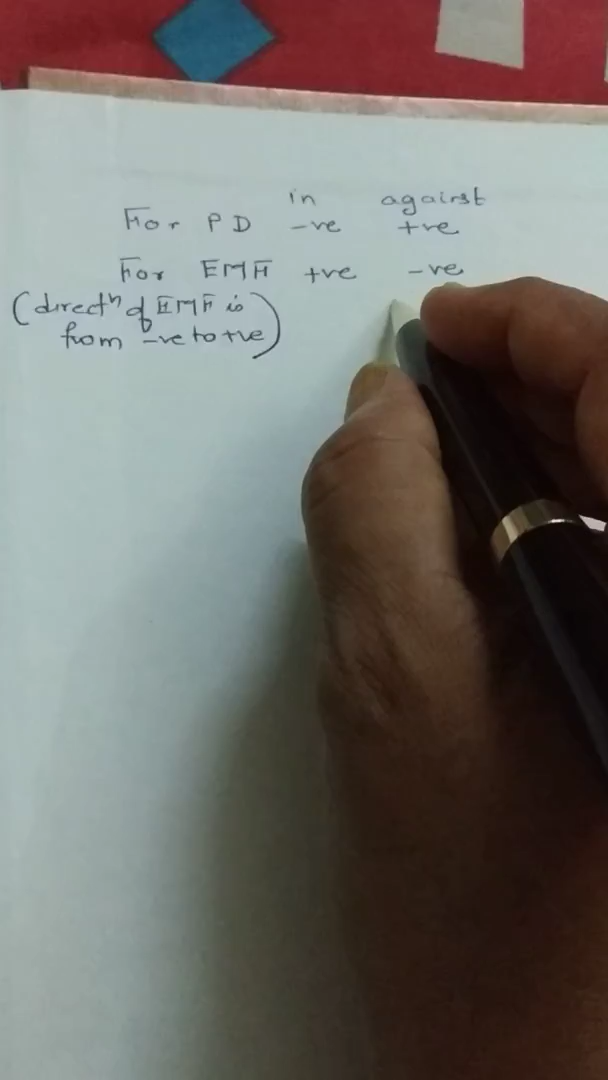 in against
For PD -ve +ve
For EMF +ve -ve
(directⁿ of EMF is
from -ve to +ve)